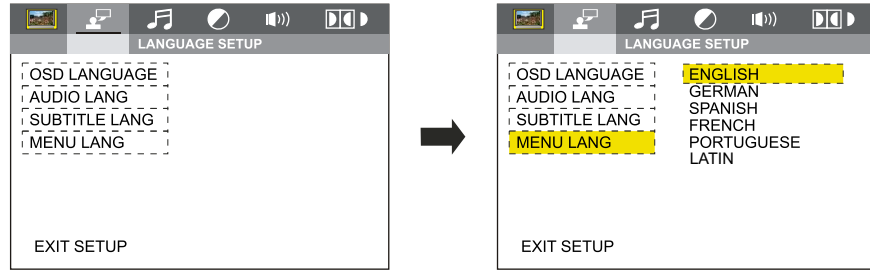 LANGUAGE SETUP
OSD LANGUAGE
AUDIO LANG
SUBTITLE LANG
MENU LANG
EXIT SETUP
LANGUAGE SETUP
OSD LANGUAGE
AUDIO LANG
SUBTITLE LANG
MENU LANG
ENGLISH
GERMAN
SPANISH
FRENCH
PORTUGUESE
LATIN
EXIT SETUP